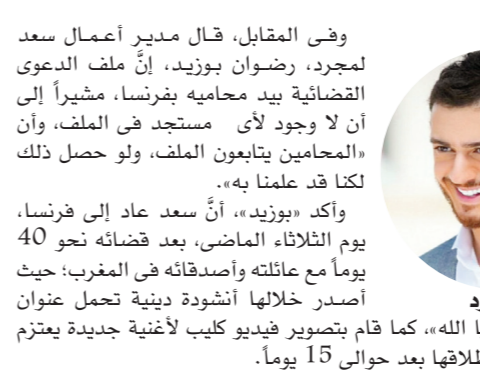 وفى المقابل، قال مدير أعمال سعد
لمجرد، رضوان بوزيد، إنَّ ملف الدعوى
القضائية بيد محاميه بفرنسا، مشيراً إلى
أن لا وجود لأى مستجد فى الملف، وأن
«المحامين يتابعون الملف، ولو حصل ذلك
لكنا قد علمنا به».
وأكد «بوزيد»، أنَّ سعد عاد إلى فرنسا،
يوم الثلاثاء الماضى، بعد قضائه نحو 40
يوماً مع عائلته وأصدقائه فى المغرب؛ حيث
أصدر خلالها أنشودة دينية تحمل عنوان
الله»، كما قام بتصوير فيديو كليب لأغنية جديدة يعتزم
بعد حوالى 15 يوماً.